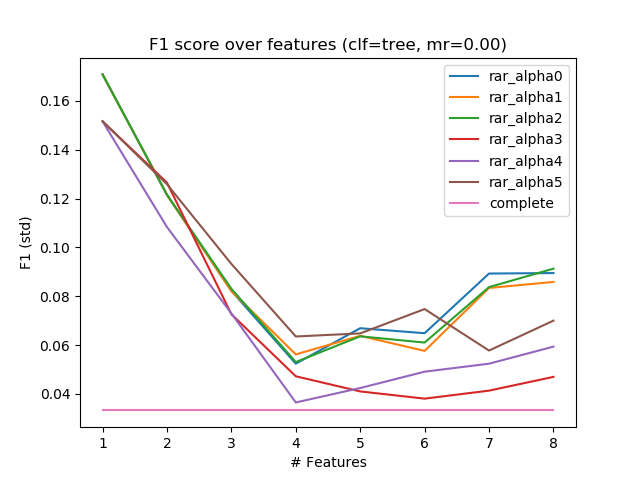 F1 score over features (clf=tree, mr=0.00)
rar_alpha0
rar_alpha1
rar_alpha2
rar_alpha3
rar_alpha4
rar_alpha5
complete
F1 (std)
0.16
0.14
0.12
0.10
0.08
0.06
0.04
1 2 3 4 5 6 7 8
# Features